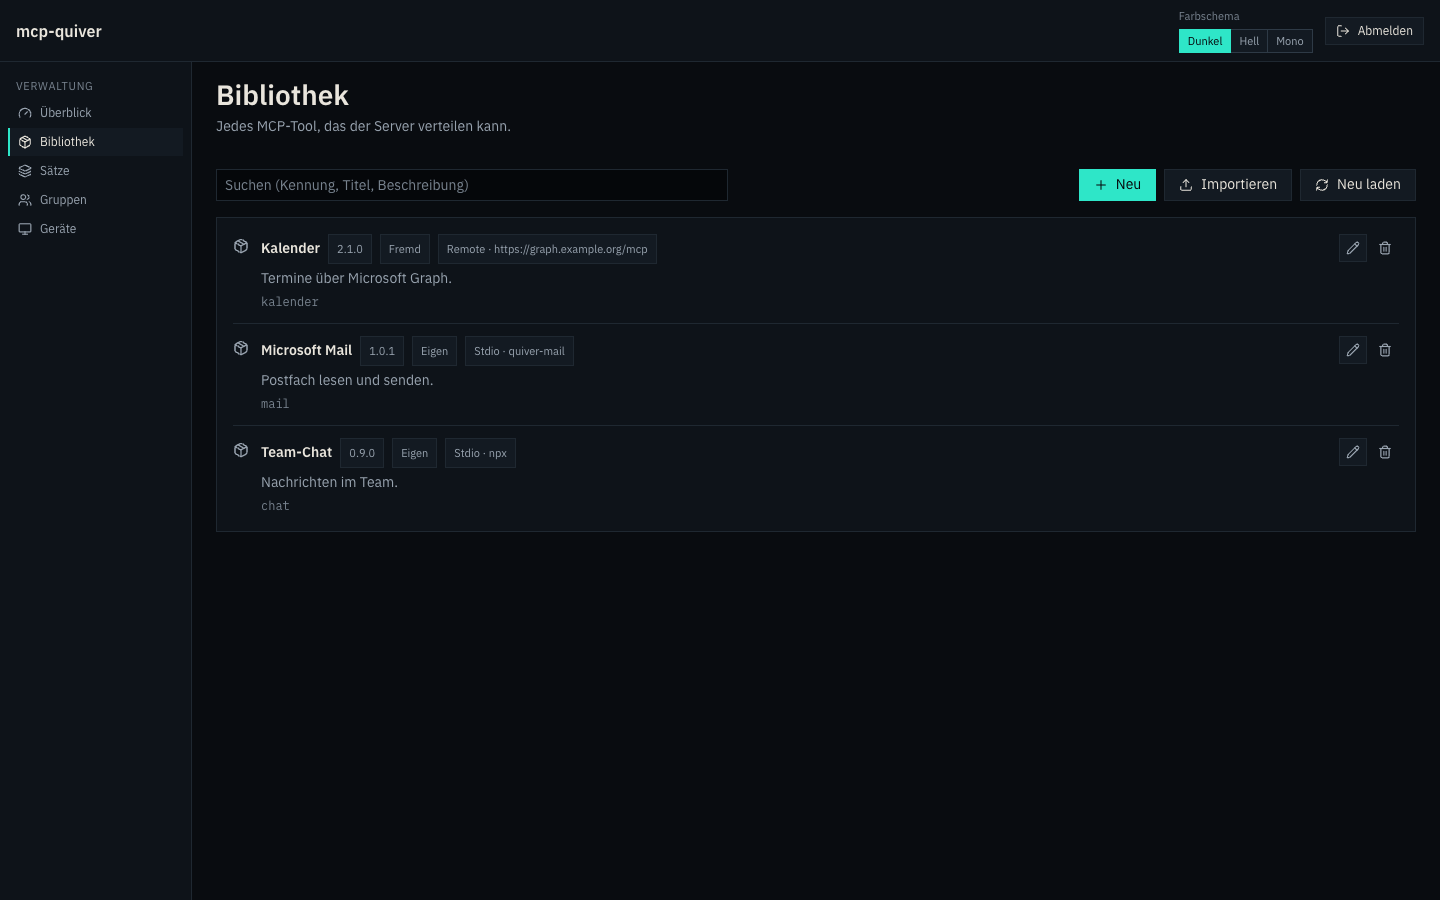 mcp-quiver
Farbschema
Dunkel Hell Mono
Abmelden
VERWALTUNG
Überblick
Bibliothek
Sätze
Gruppen
Geräte
Bibliothek
Jedes MCP-Tool, das der Server verteilen kann.
Suchen (Kennung, Titel, Beschreibung)
Neu
Importieren
Neu laden
Kalender 2.1.0 Fremd Remote · https://graph.example.org/mcp
Termine über Microsoft Graph.
kalender
Microsoft Mail 1.0.1 Eigen Stdio · quiver-mail
Postfach lesen und senden.
mail
Team-Chat 0.9.0 Eigen Stdio · npx
Nachrichten im Team.
chat